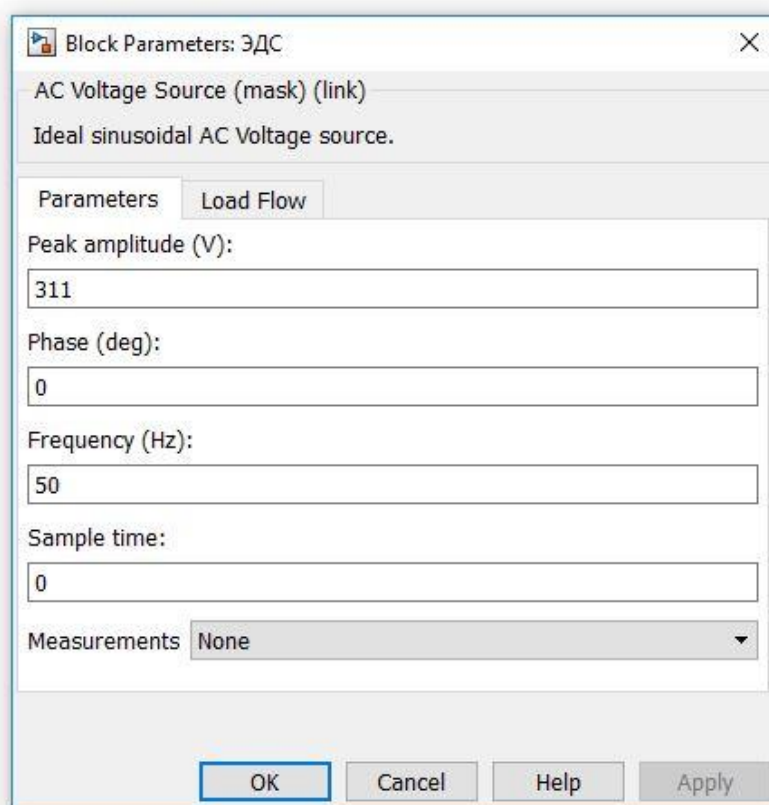 Block Parameters: ЭДС
AC Voltage Source (mask) (link)
Ideal sinusoidal AC Voltage source.
Parameters Load Flow
Peak amplitude (V):
311
Phase (deg):
0
Frequency (Hz):
50
Sample time:
0
Measurements None
OK Cancel Help Apply